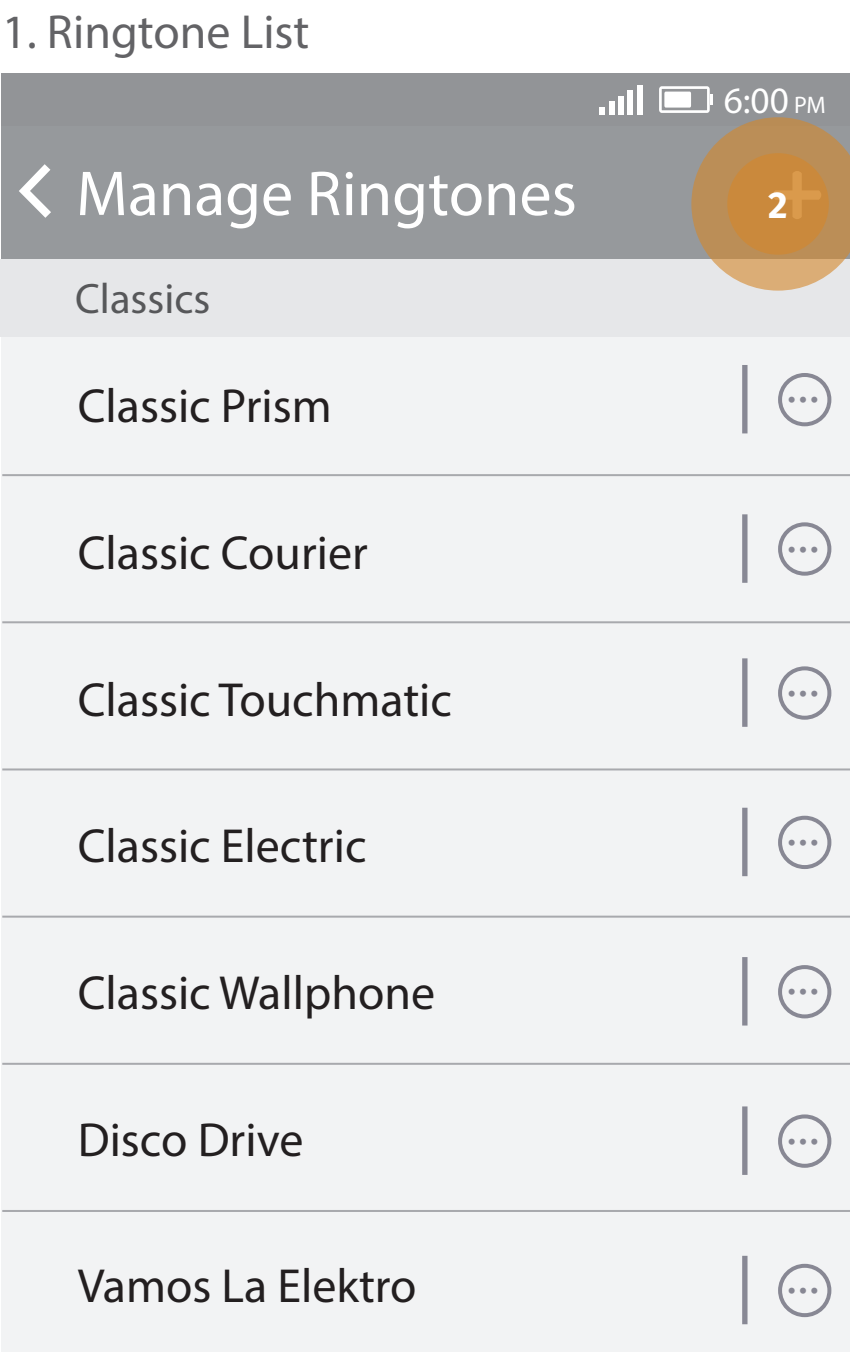 1. Ringtone List
6:00 PM
Manage Ringtones
2
Classics
Classic Prism
Classic Courier
Classic Touchmatic
Classic Electric
Classic Wallphone
Disco Drive
Vamos La Elektro